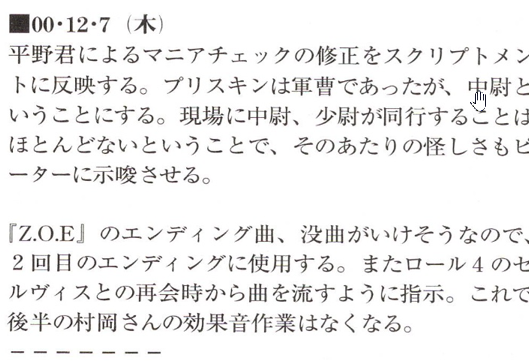 ■00・12・7（木）
平野君によるマニアチェックの修正をスクリプトメン
トに反映する。プリスキンは軍曹であったが、中尉と
いうことにする。現場に中尉、少尉が同行することは
ほとんどないということで、そのあたりの怪しさもピ
ーターに示唆させる。
『Z.O.E』のエンディング曲、没曲がいけそうなので、
２回目のエンディングに使用する。またロール４のセ
ルヴィスとの再会時から曲を流すように指示。これで
後半の村岡さんの効果音作業はなくなる。